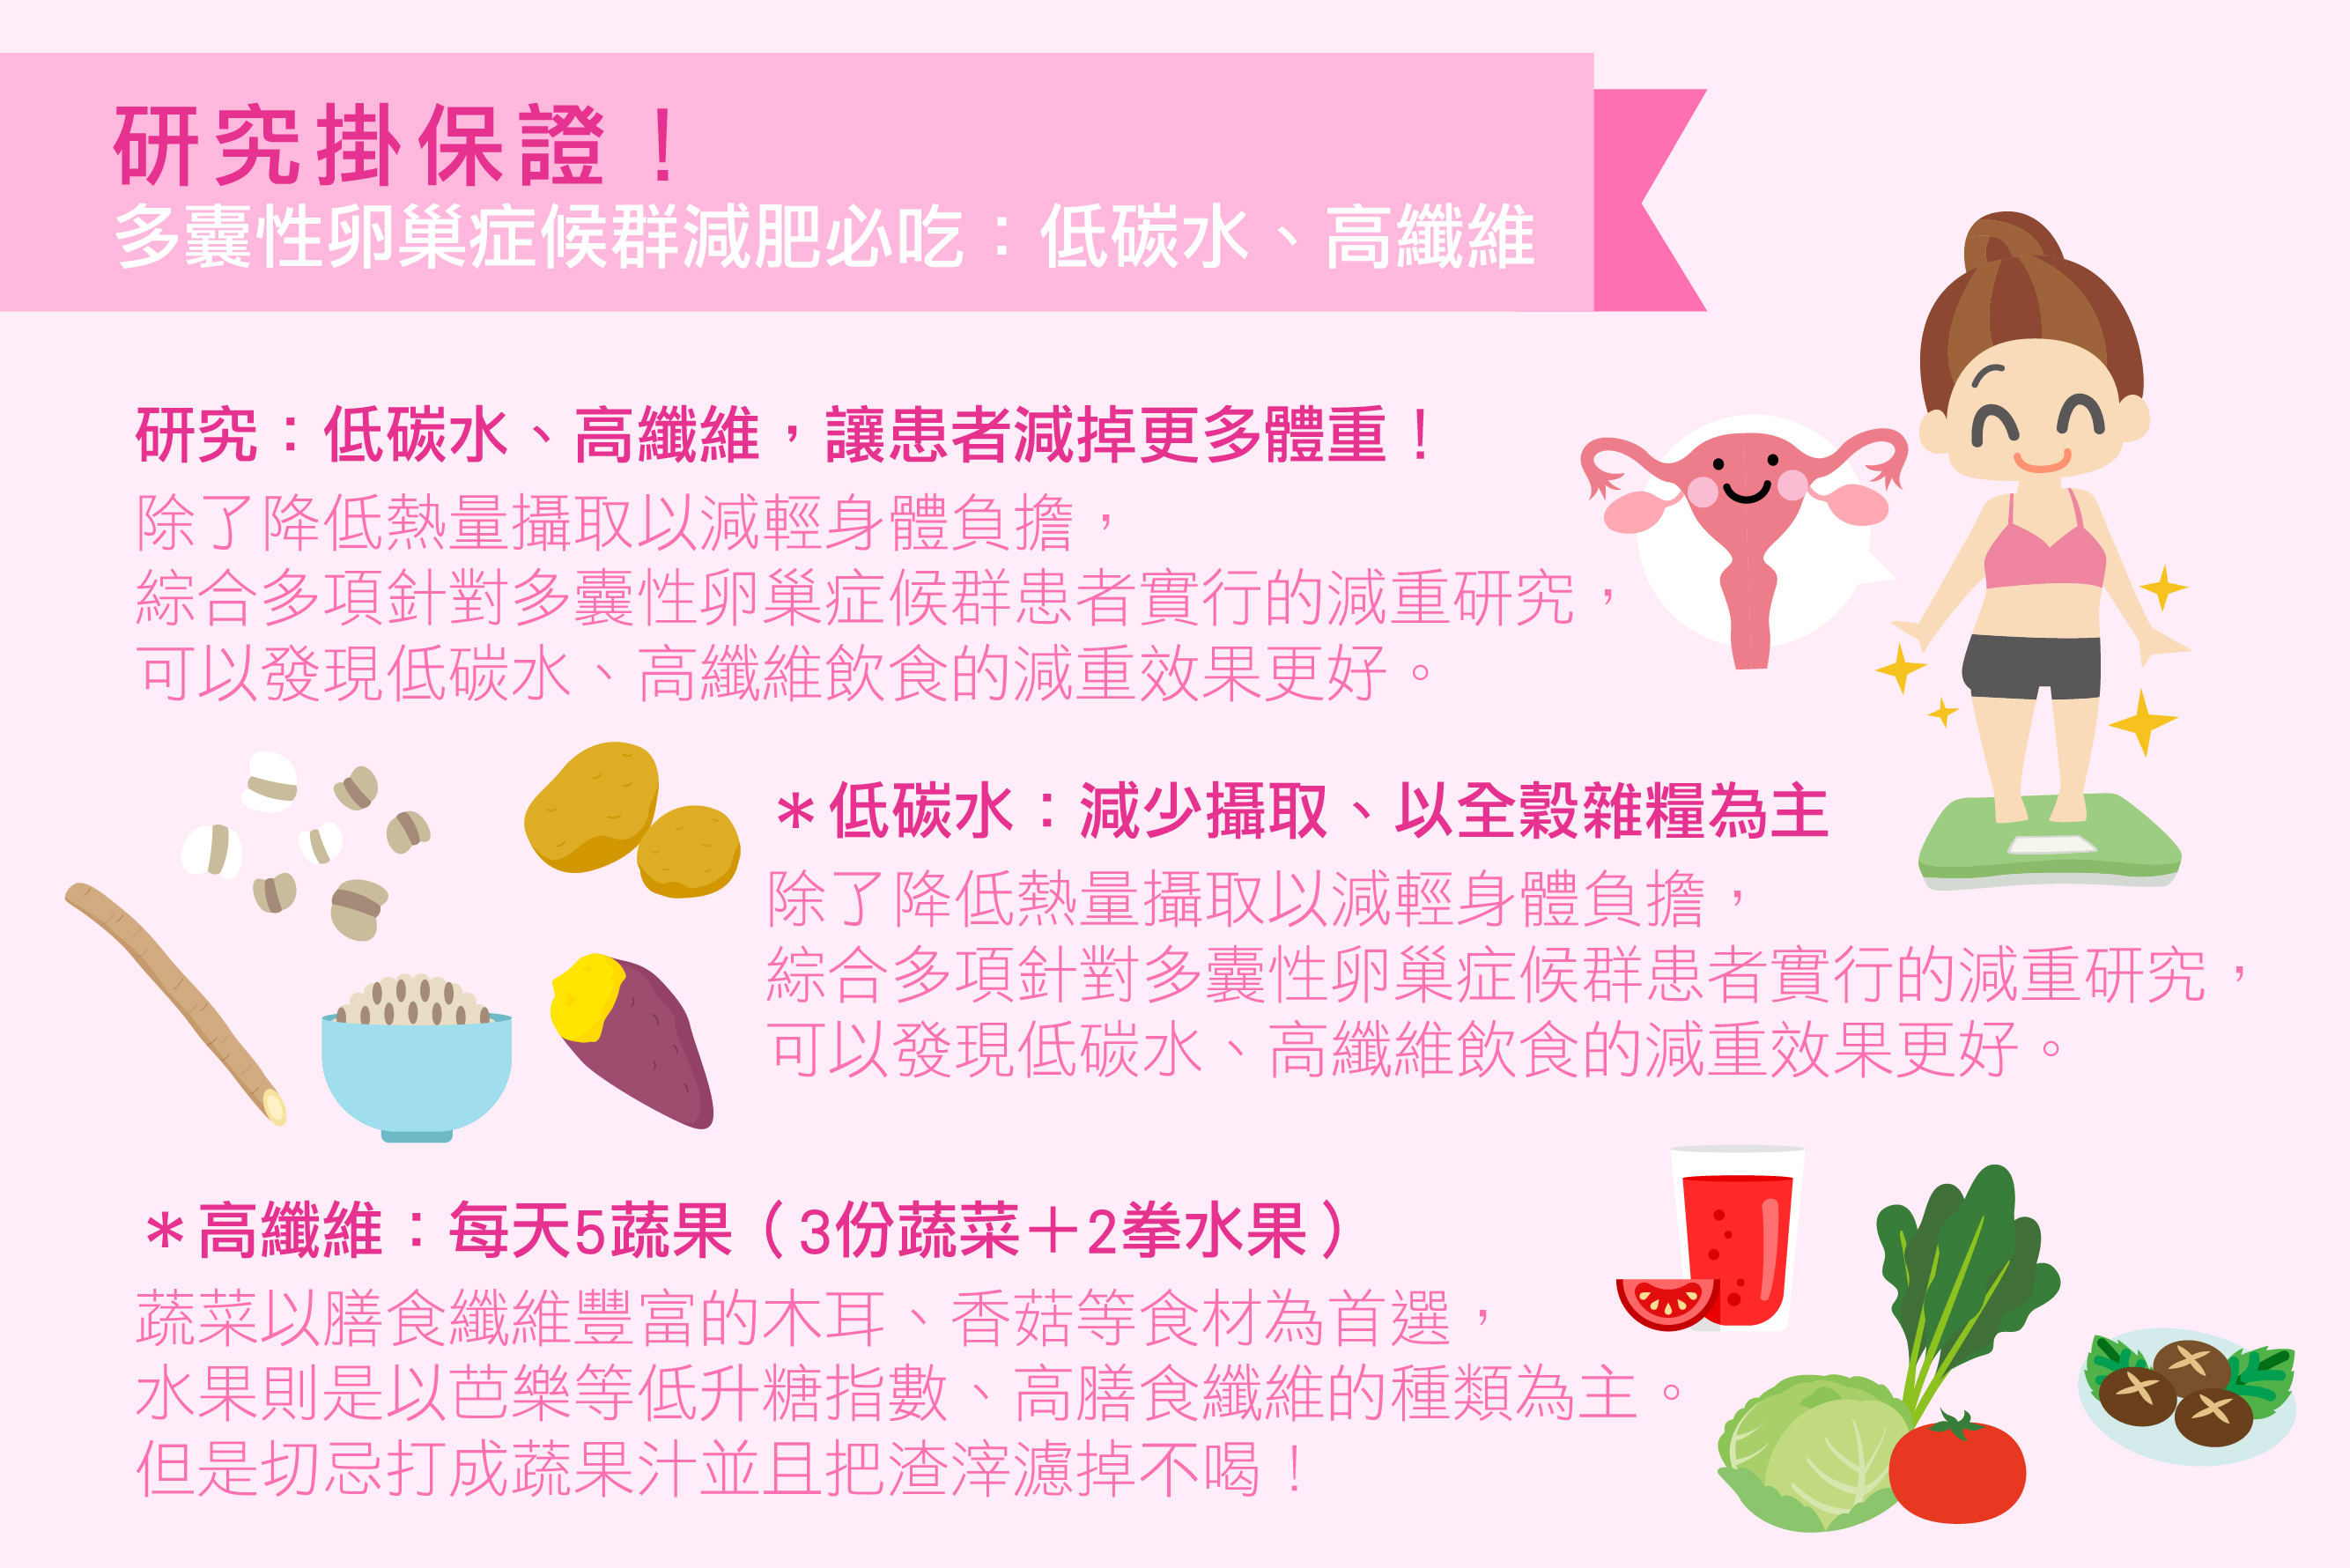 研究掛保證！
多囊性卵巢症候群減肥必吃：低碳水、高纖維
研究：低碳水、高纖維，讓患者減掉更多體重！
除了降低熱量攝取以減輕身體負擔，
綜合多項針對多囊性卵巢症候群患者實行的減重研究，
可以發現低碳水、高纖維飲食的減重效果更好。
＊低碳水：減少攝取、以全穀雜糧為主
除了降低熱量攝取以減輕身體負擔，
綜合多項針對多囊性卵巢症候群患者實行的減重研究，
可以發現低碳水、高纖維飲食的減重效果更好。
＊高纖維：每天5蔬果（3份蔬菜＋2拳水果）
蔬菜以膳食纖維豐富的木耳、香菇等食材為首選，
水果則是以芭樂等低升糖指數、高膳食纖維的種類為主。
但是切忌打成蔬果汁並且把渣滓濾掉不喝！